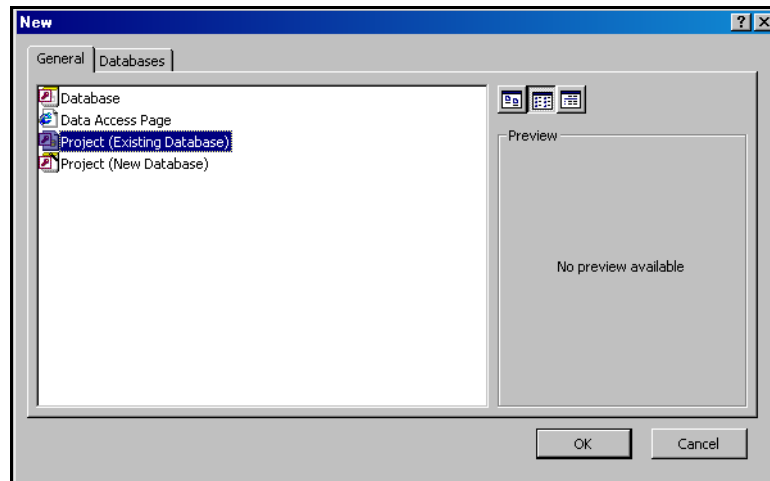 New
General Databases
Database
Data Access Page
Project (Existing Database)
Project (New Database)
Preview
No preview available
OK Cancel